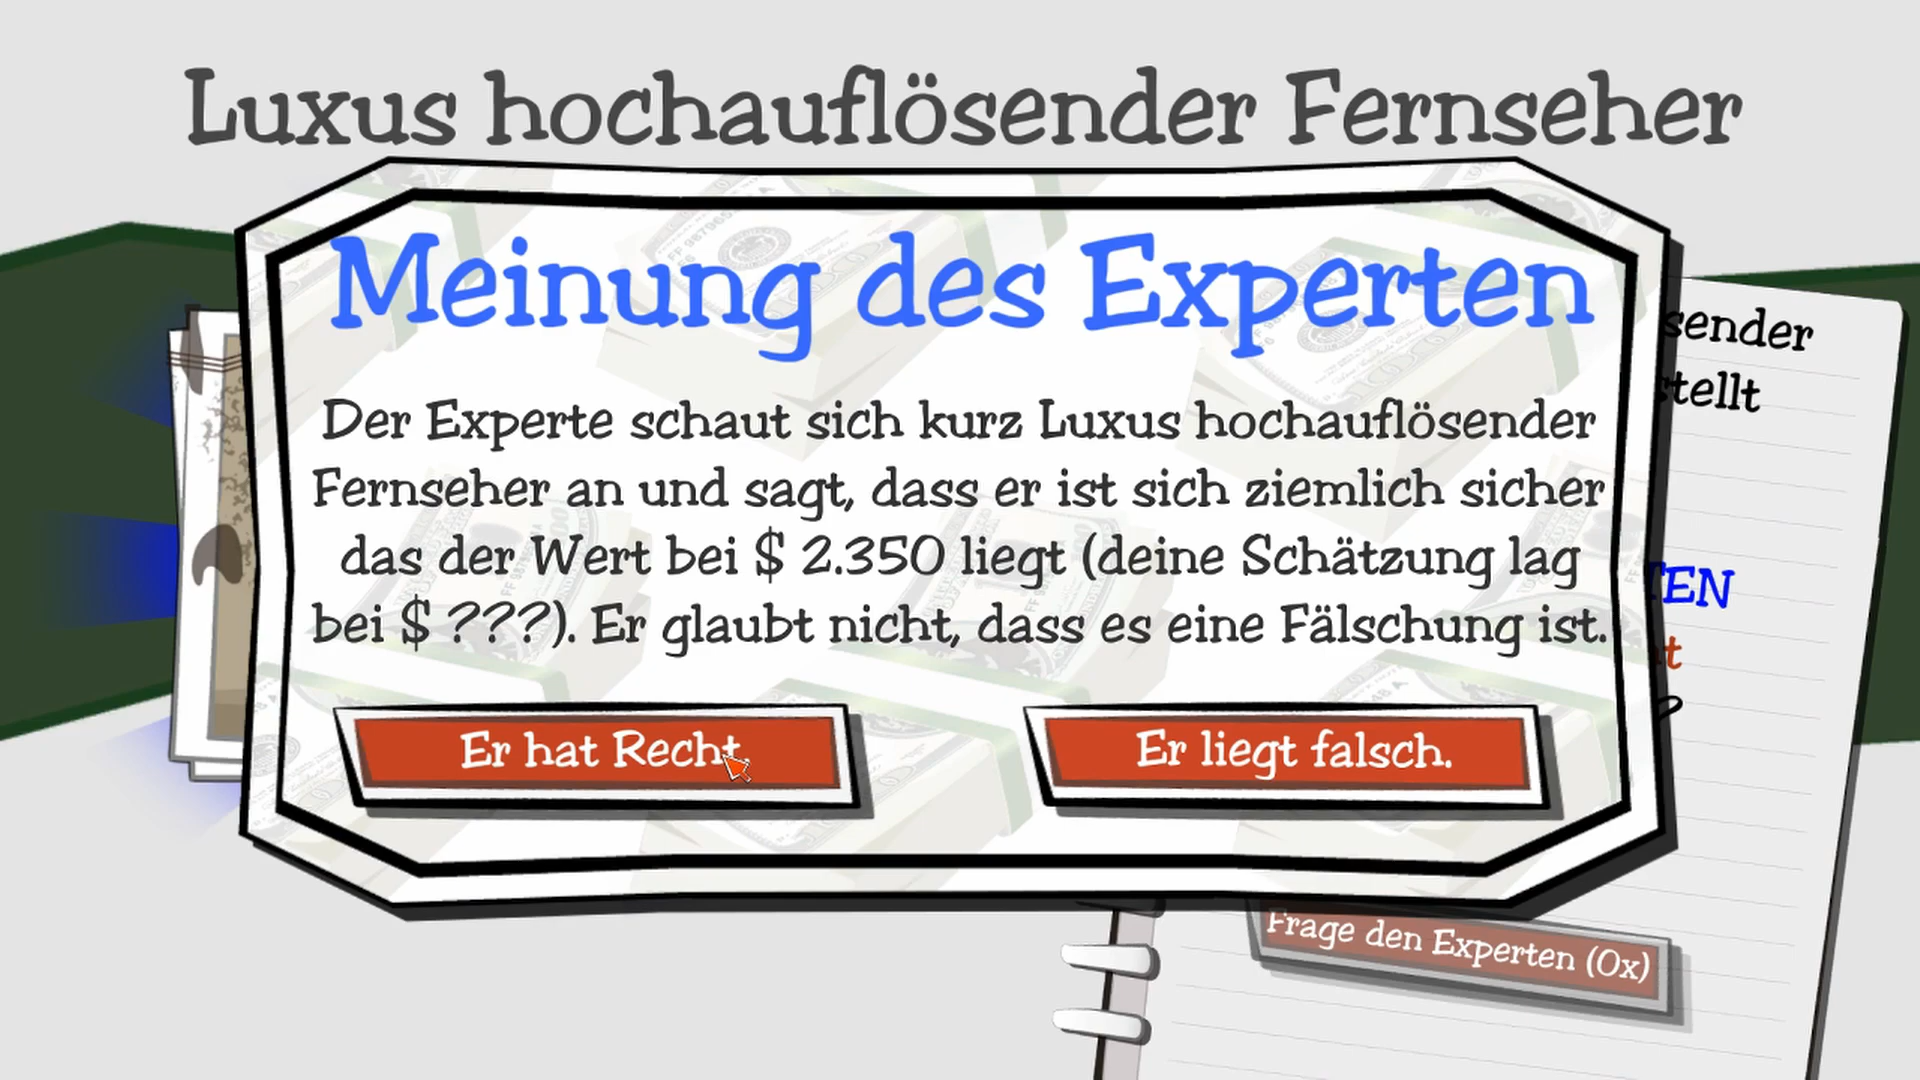 Luxus hochauflösender Fernseher
Meinung des Experten
Der Experte schaut sich kurz Luxus hochauflösender
Fernseher an und sagt, dass er ist sich ziemlich sicher
das der Wert bei $ 2.350 liegt (deine Schätzung lag
bei $ ???). Er glaubt nicht, dass es eine Fälschung ist.
Er hat Recht.
Er liegt falsch.
sender
stellt
TEN
t
?
Frage den Experten (0x)